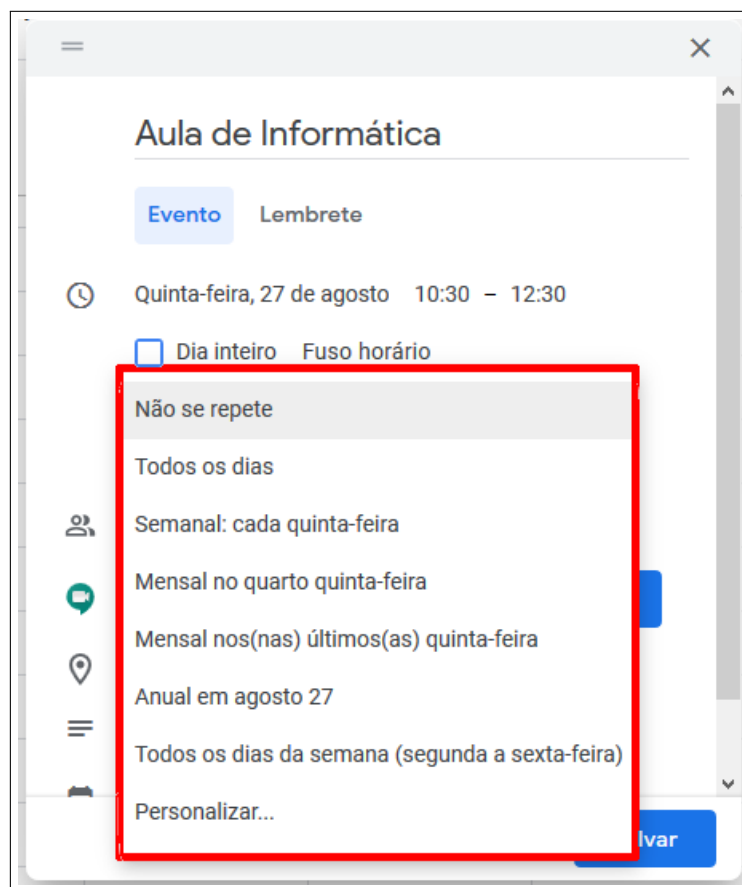 Aula de Informática
Evento Lembrete
Quinta-feira, 27 de agosto 10:30 – 12:30
Dia inteiro Fuso horário
Não se repete
Todos os dias
Semanal: cada quinta-feira
Mensal no quarto quinta-feira
Mensal nos(nas) últimos(as) quinta-feira
Anual em agosto 27
Todos os dias da semana (segunda a sexta-feira)
Personalizar...
lvar